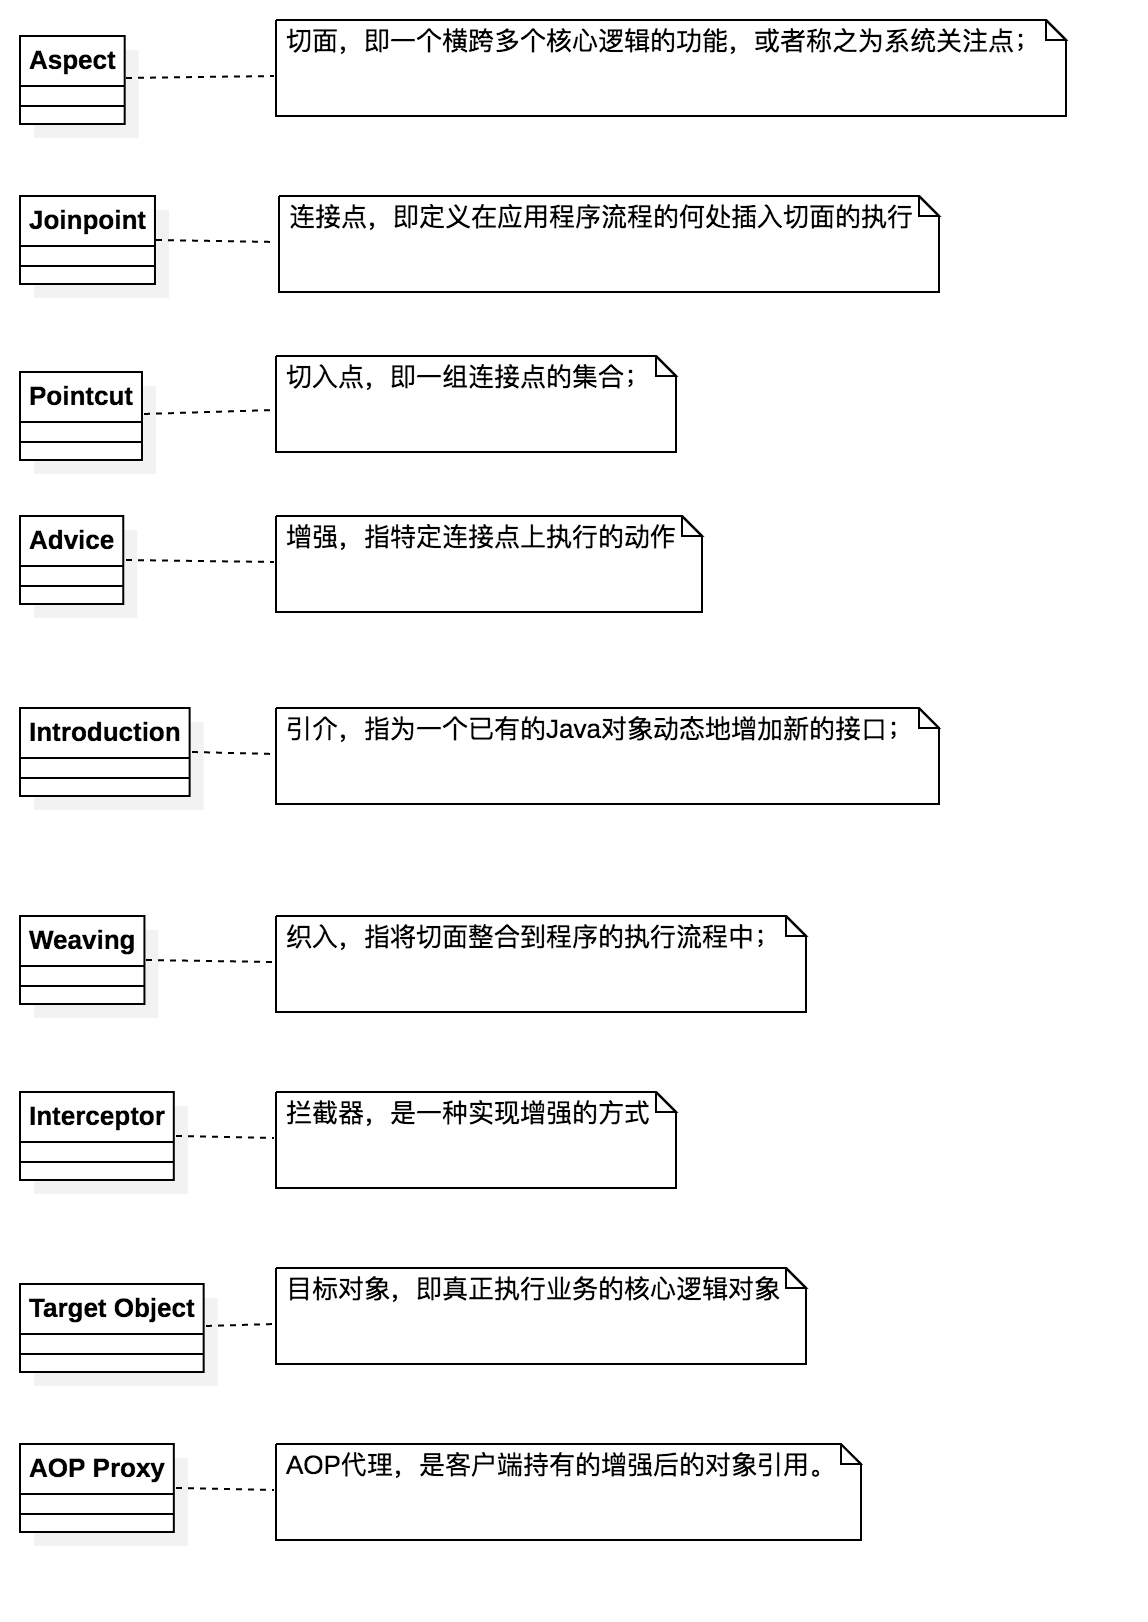 Aspect
切面，即一个横跨多个核心逻辑的功能，或者称之为系统关注点；
Joinpoint
连接点，即定义在应用程序流程的何处插入切面的执行
Pointcut
切入点，即一组连接点的集合；
Advice
增强，指特定连接点上执行的动作
Introduction
引介，指为一个已有的Java对象动态地增加新的接口；
Weaving
织入，指将切面整合到程序的执行流程中；
Interceptor
拦截器，是一种实现增强的方式
Target Object
目标对象，即真正执行业务的核心逻辑对象
AOP Proxy
AOP代理，是客户端持有的增强后的对象引用。